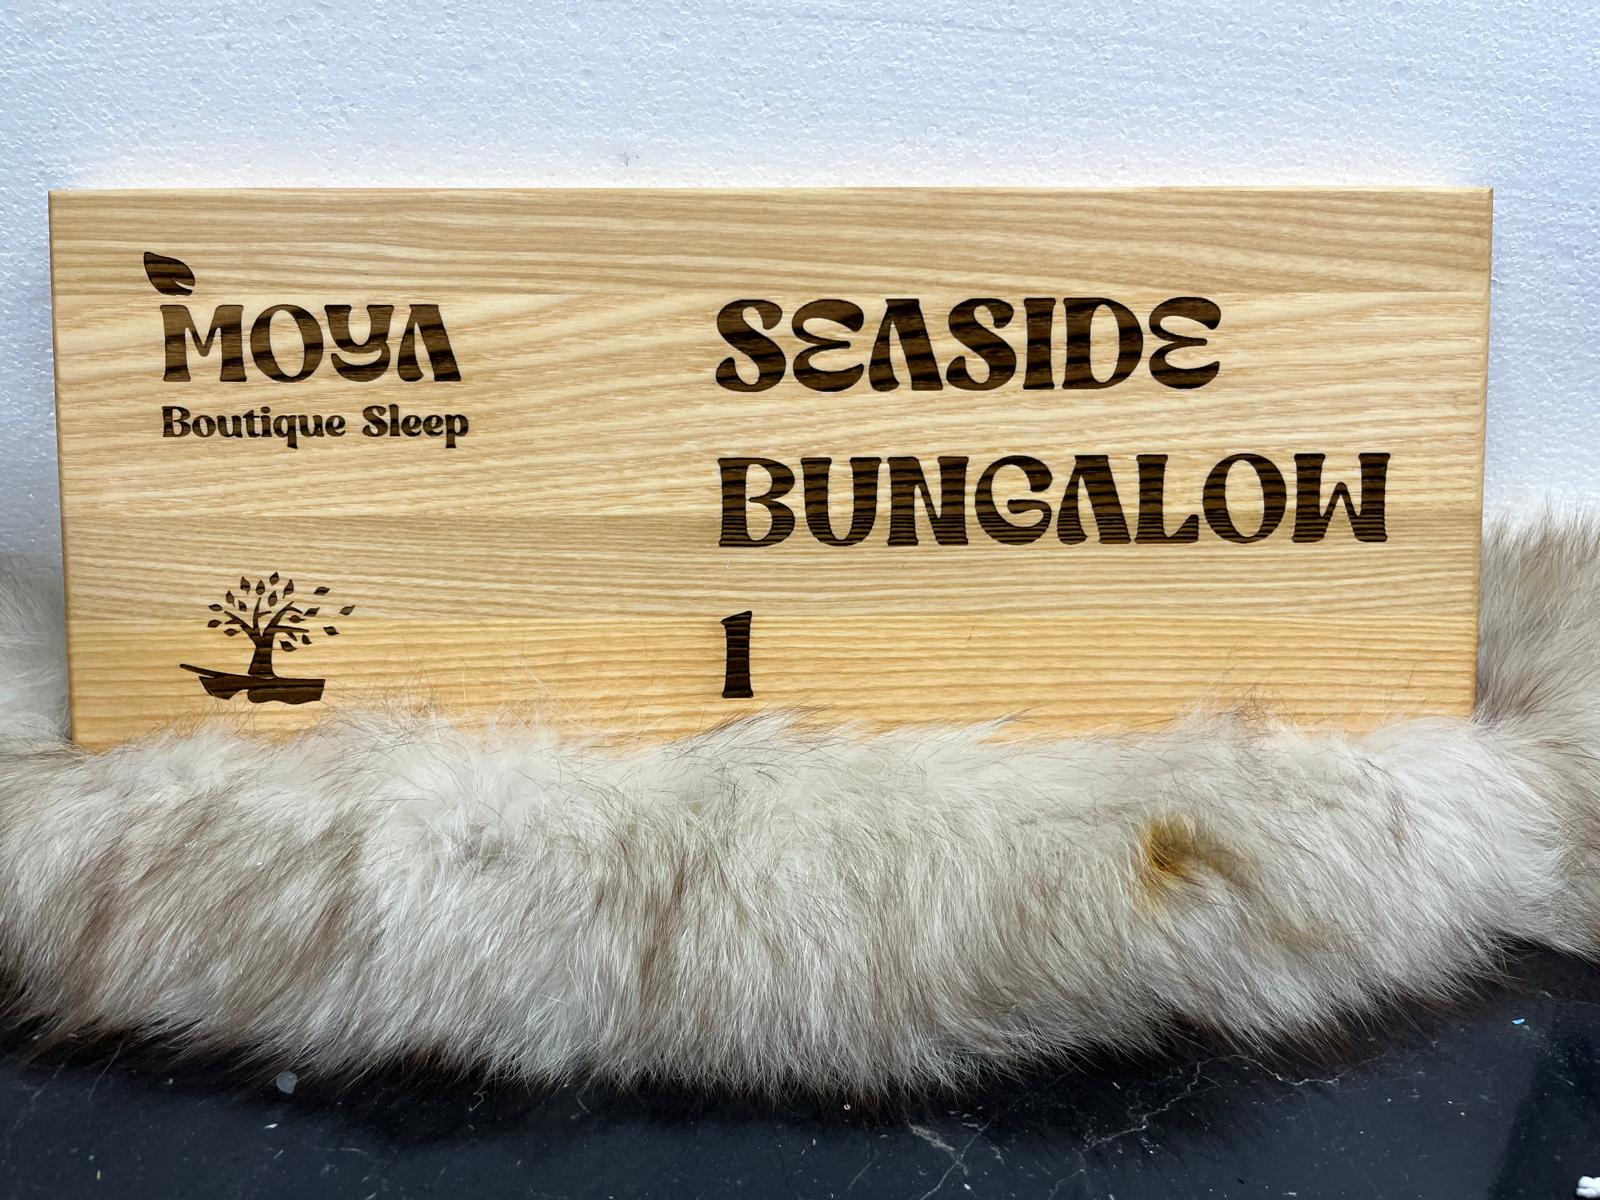 MOYA
Boutique Sleep
SEASIDE
BUNGALOW
1